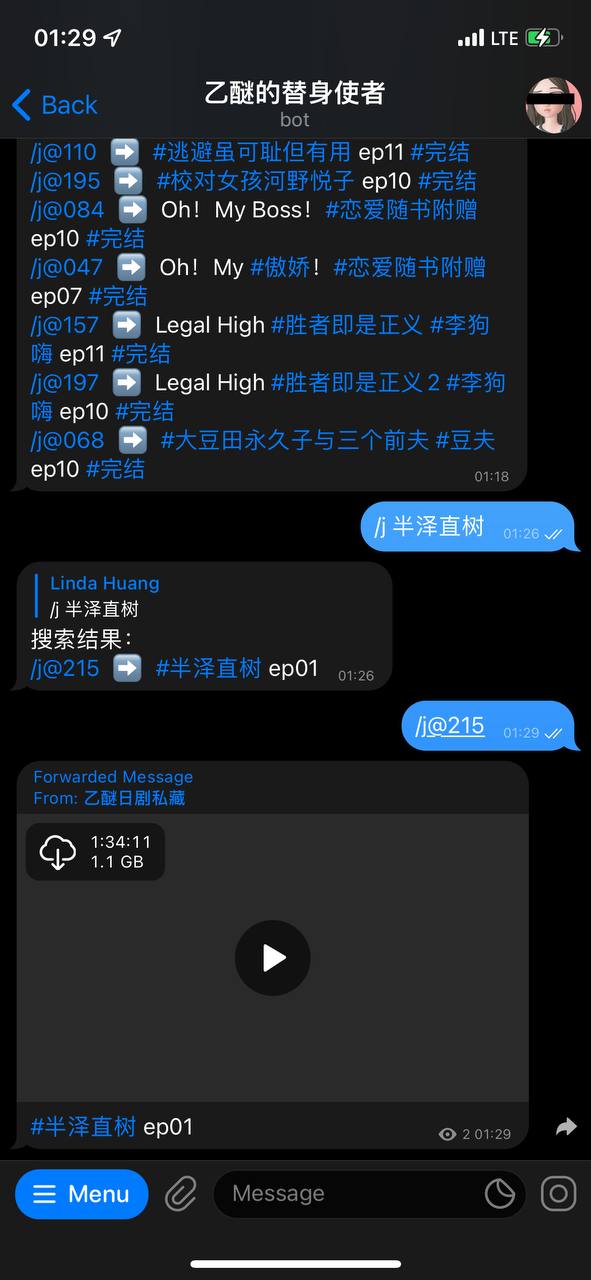 01:29
LTE
Back
乙醚的替身使者
bot
/j@110 ➡️ #逃避虽可耻但有用 ep11 #完结
/j@195 ➡️ #校对女孩河野悦子 ep10 #完结
/j@084 ➡️ Oh！My Boss！#恋爱随书附赠
ep10 #完结
/j@047 ➡️ Oh！My #傲娇！#恋爱随书附赠
ep07 #完结
/j@157 ➡️ Legal High #胜者即是正义 #李狗
嗨 ep11 #完结
/j@197 ➡️ Legal High #胜者即是正义２#李狗
嗨 ep10 #完结
/j@068 ➡️ #大豆田永久子与三个前夫 #豆夫
ep10 #完结
01:18
/j 半泽直树 01:26
Linda Huang
/j 半泽直树
搜索结果：
/j@215 ➡️ #半泽直树 ep01 01:26
/j@215 01:29
Forwarded Message
From: 乙醚日剧私藏
1:34:11
1.1 GB
#半泽直树 ep01
2 01:29
Menu
Message